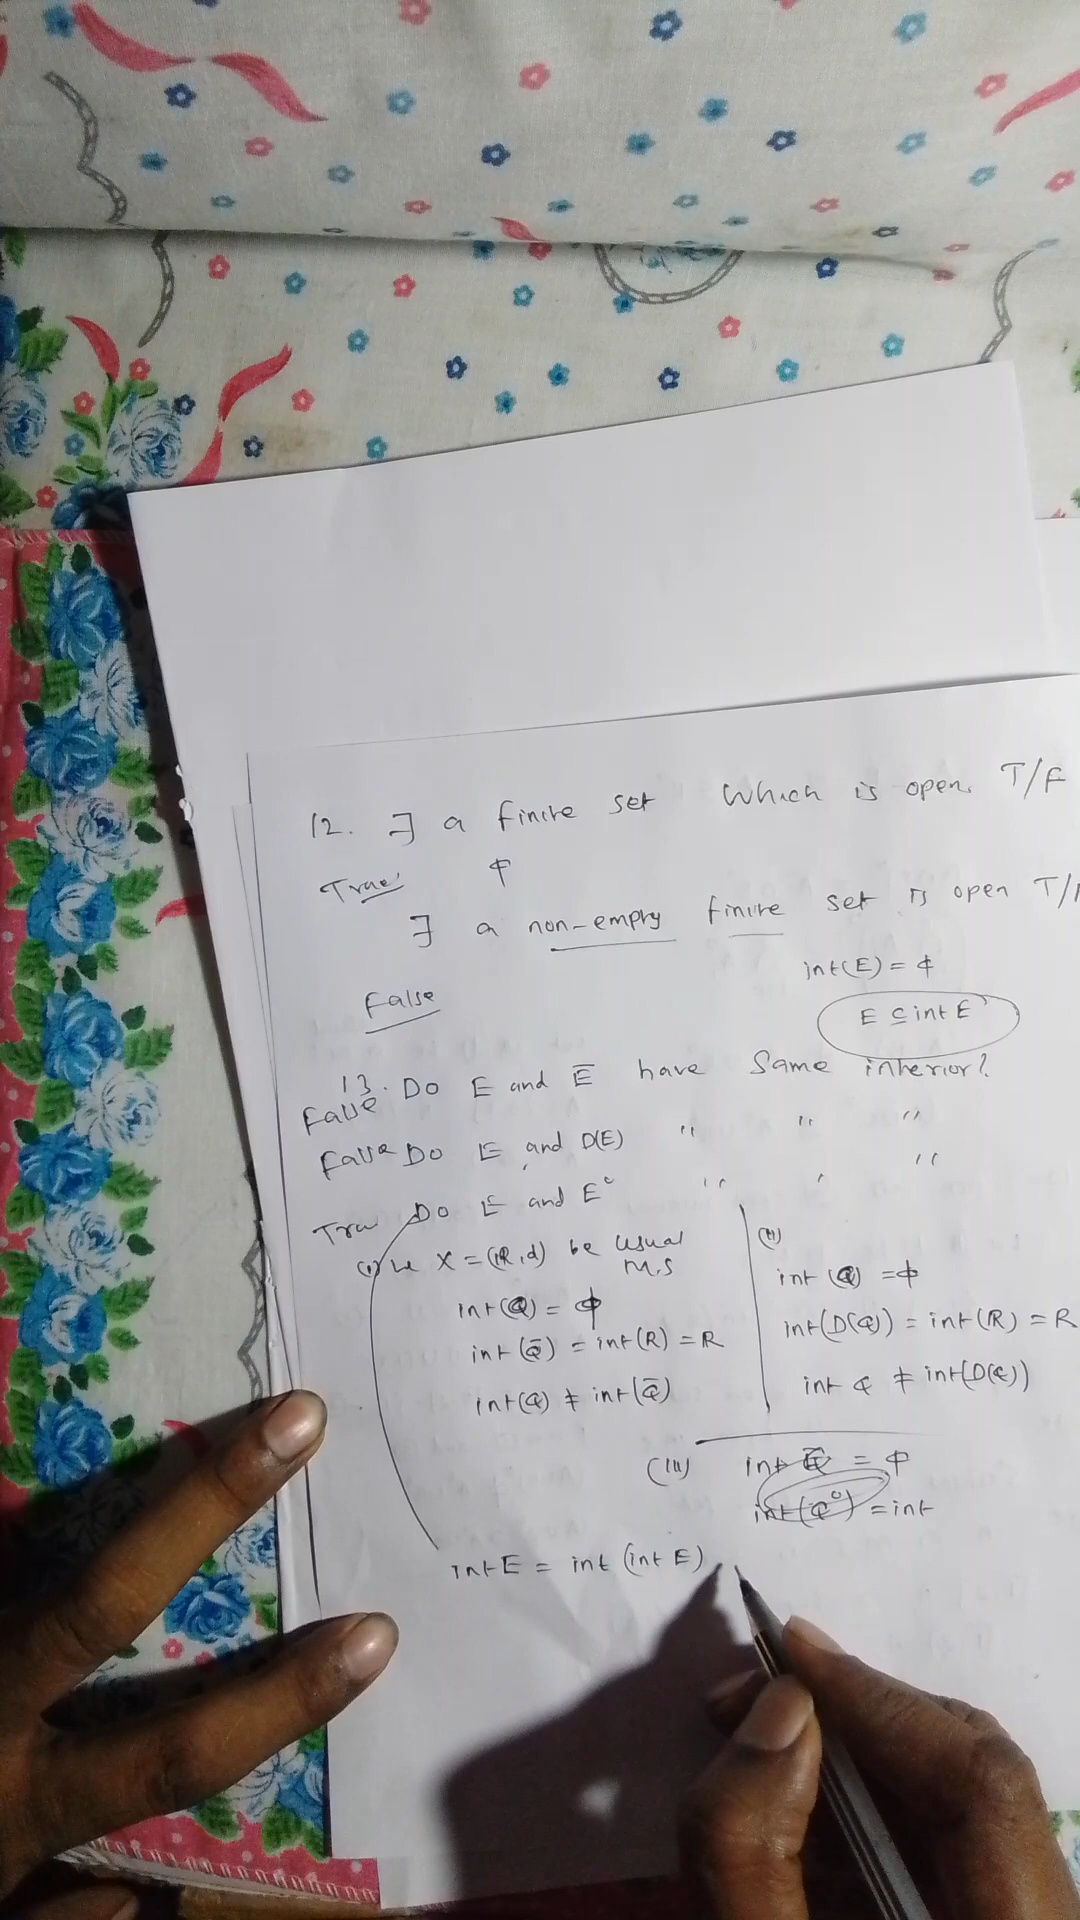 12. ∃ a finite set which is open. T/F
True φ
∃ a non-empty finite set is open T/
int(E) = φ
False
E ⊆ int E
13. Do E and E̅ have same interior?
False
False Do E and D(E) " " "
True Do E and E° " " "
(i) X = (R, d) be usual M.S
int(Q) = φ
int(Q̅) = int(R) = R
int(Q) ≠ int(Q̅)
(ii)
int(Q) = φ
int(D(Q)) = int(R) = R
int Q ≠ int(D(Q))
(iii) int Q = φ
int(Q°) = int
int E = int (int E)